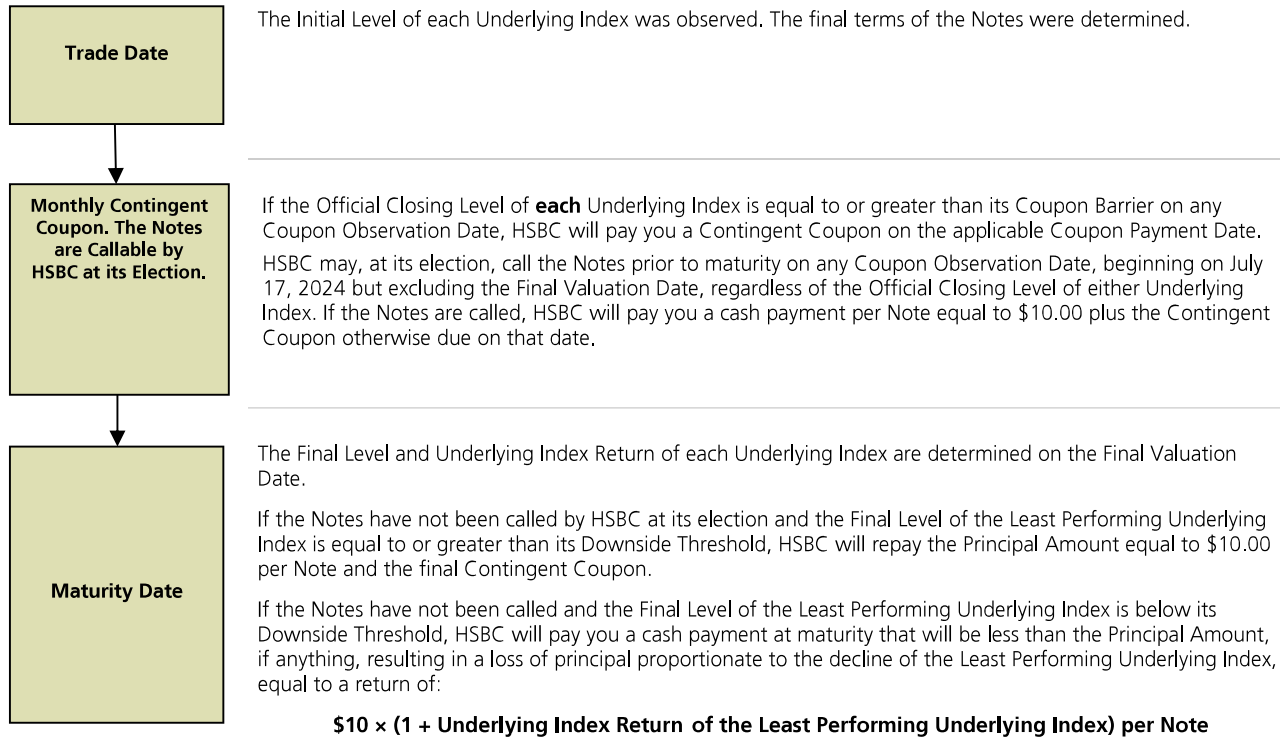 Trade Date
The Initial Level of each Underlying Index was observed. The final terms of the Notes were determined.
Monthly Contingent
Coupon. The Notes
are Callable by
HSBC at its Election.
If the Official Closing Level of each Underlying Index is equal to or greater than its Coupon Barrier on any
Coupon Observation Date, HSBC will pay you a Contingent Coupon on the applicable Coupon Payment Date.
HSBC may, at its election, call the Notes prior to maturity on any Coupon Observation Date, beginning on July
17, 2024 but excluding the Final Valuation Date, regardless of the Official Closing Level of either Underlying
Index. If the Notes are called, HSBC will pay you a cash payment per Note equal to $10.00 plus the Contingent
Coupon otherwise due on that date.
Maturity Date
The Final Level and Underlying Index Return of each Underlying Index are determined on the Final Valuation
Date.
If the Notes have not been called by HSBC at its election and the Final Level of the Least Performing Underlying
Index is equal to or greater than its Downside Threshold, HSBC will repay the Principal Amount equal to $10.00
per Note and the final Contingent Coupon.
If the Notes have not been called and the Final Level of the Least Performing Underlying Index is below its
Downside Threshold, HSBC will pay you a cash payment at maturity that will be less than the Principal Amount,
if anything, resulting in a loss of principal proportionate to the decline of the Least Performing Underlying Index,
equal to a return of:
$10 × (1 + Underlying Index Return of the Least Performing Underlying Index) per Note